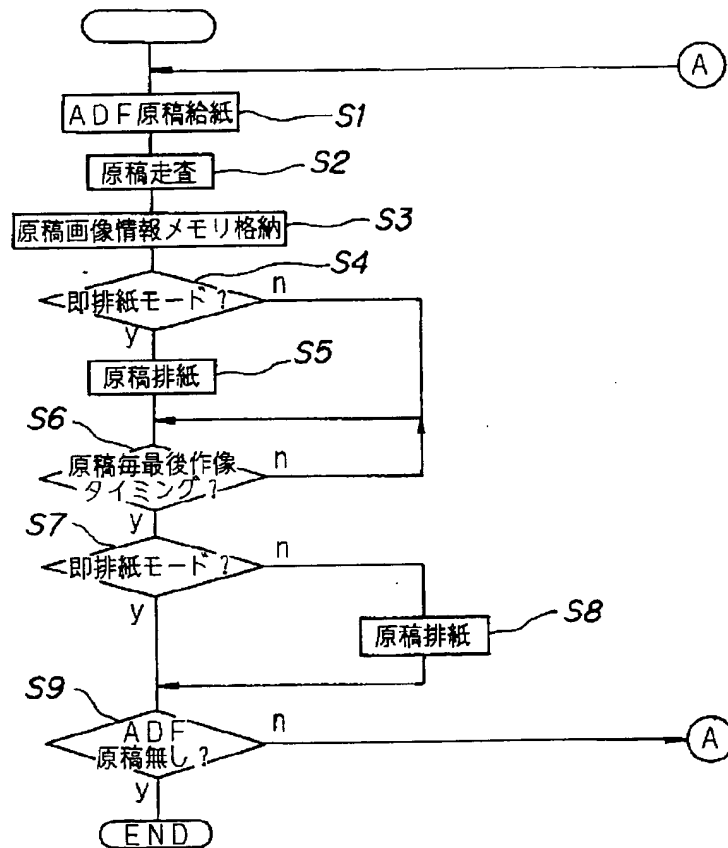 A
ADF原稿給紙
S1
原稿走査
S2
原稿画像情報メモリ格納
S3
S4
即排紙モード?
n
y
原稿排紙
S5
S6
原稿毎最後作像
タイミング?
n
y
S7
即排紙モード?
n
y
原稿排紙
S8
S9
ADF
原稿無し?
n
A
y
END